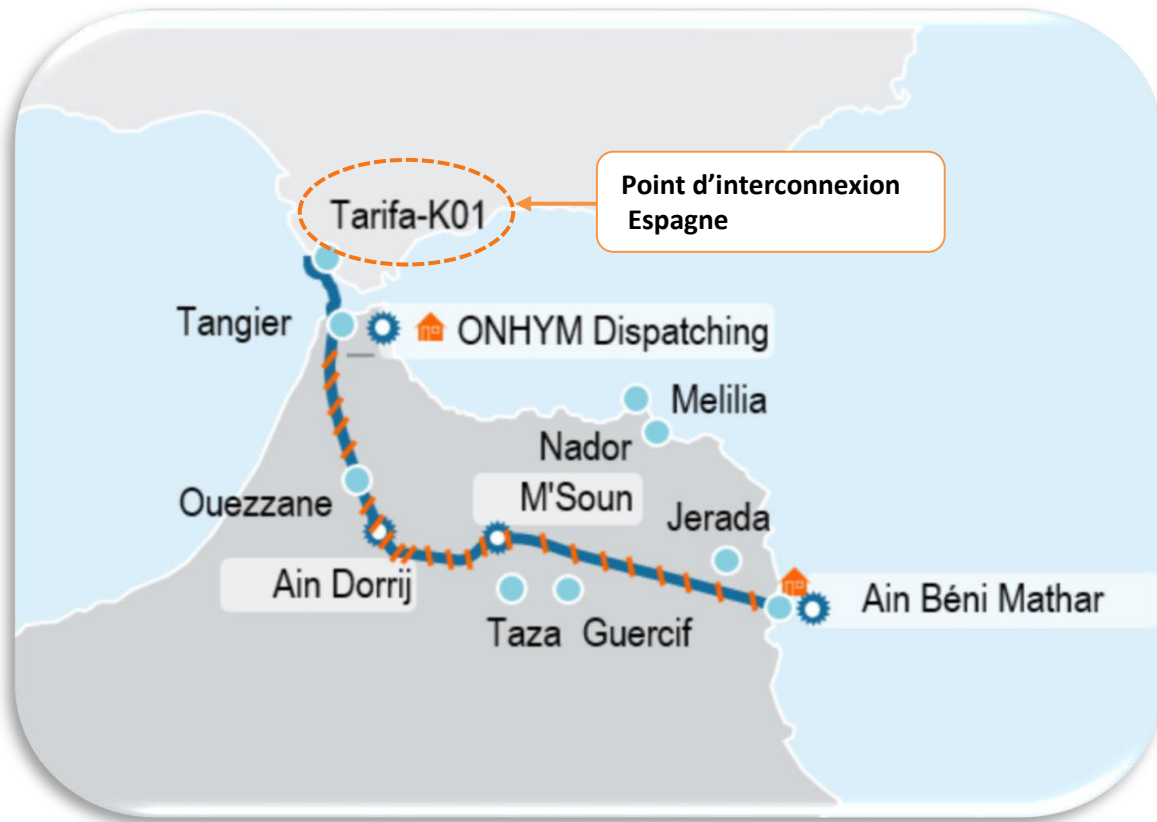 Point d’interconnexion
Espagne
Tarifa-K01
Tangier
ONHYM Dispatching
Melilia
Nador
M'Soun
Ouezzane
Jerada
Ain Dorrij
Ain Béni Mathar
Taza
Guercif